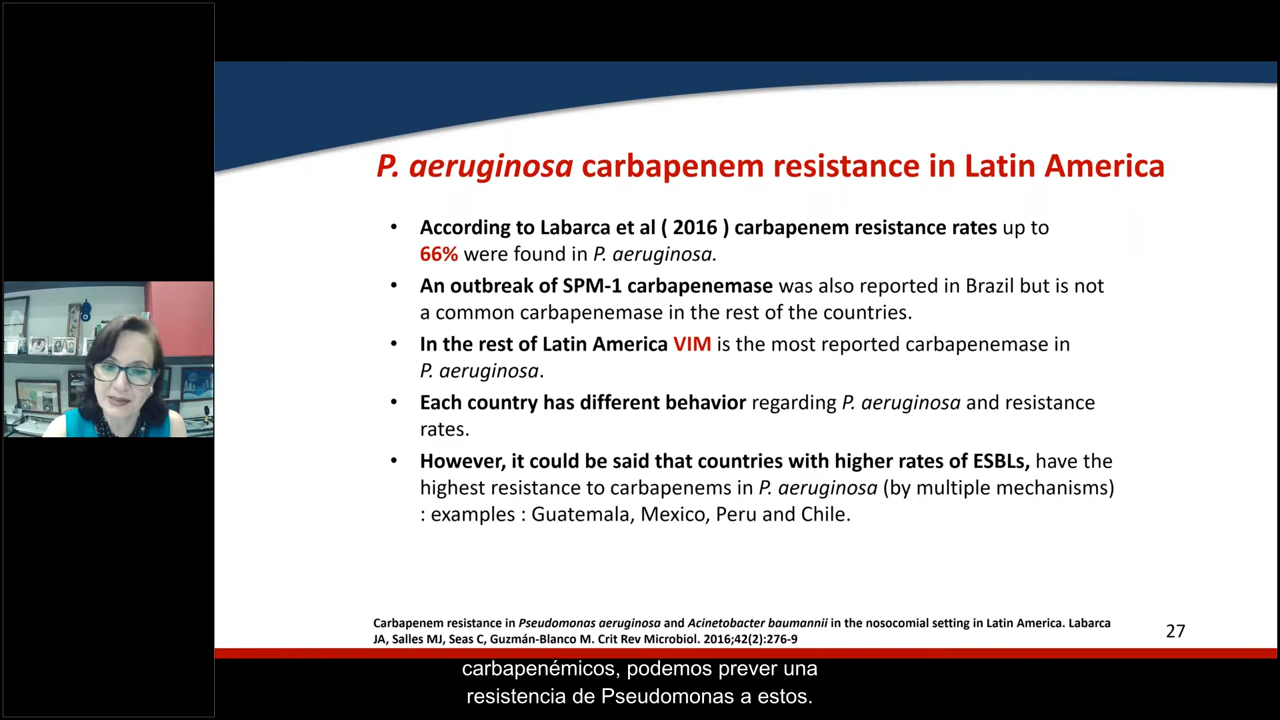 P. aeruginosa carbapenem resistance in Latin America
• According to Labarca et al ( 2016 ) carbapenem resistance rates up to
66% were found in P. aeruginosa.
• An outbreak of SPM-1 carbapenemase was also reported in Brazil but is not
a common carbapenemase in the rest of the countries.
• In the rest of Latin America VIM is the most reported carbapenemase in
P. aeruginosa.
• Each country has different behavior regarding P. aeruginosa and resistance
rates.
• However, it could be said that countries with higher rates of ESBLs, have the
highest resistance to carbapenems in P. aeruginosa (by multiple mechanisms)
: examples : Guatemala, Mexico, Peru and Chile.
Carbapenem resistance in Pseudomonas aeruginosa and Acinetobacter baumannii in the nosocomial setting in Latin America. Labarca
JA, Salles MJ, Seas C, Guzmán-Blanco M. Crit Rev Microbiol. 2016;42(2):276-9
27
carbapenémicos, podemos prever una
resistencia de Pseudomonas a estos.